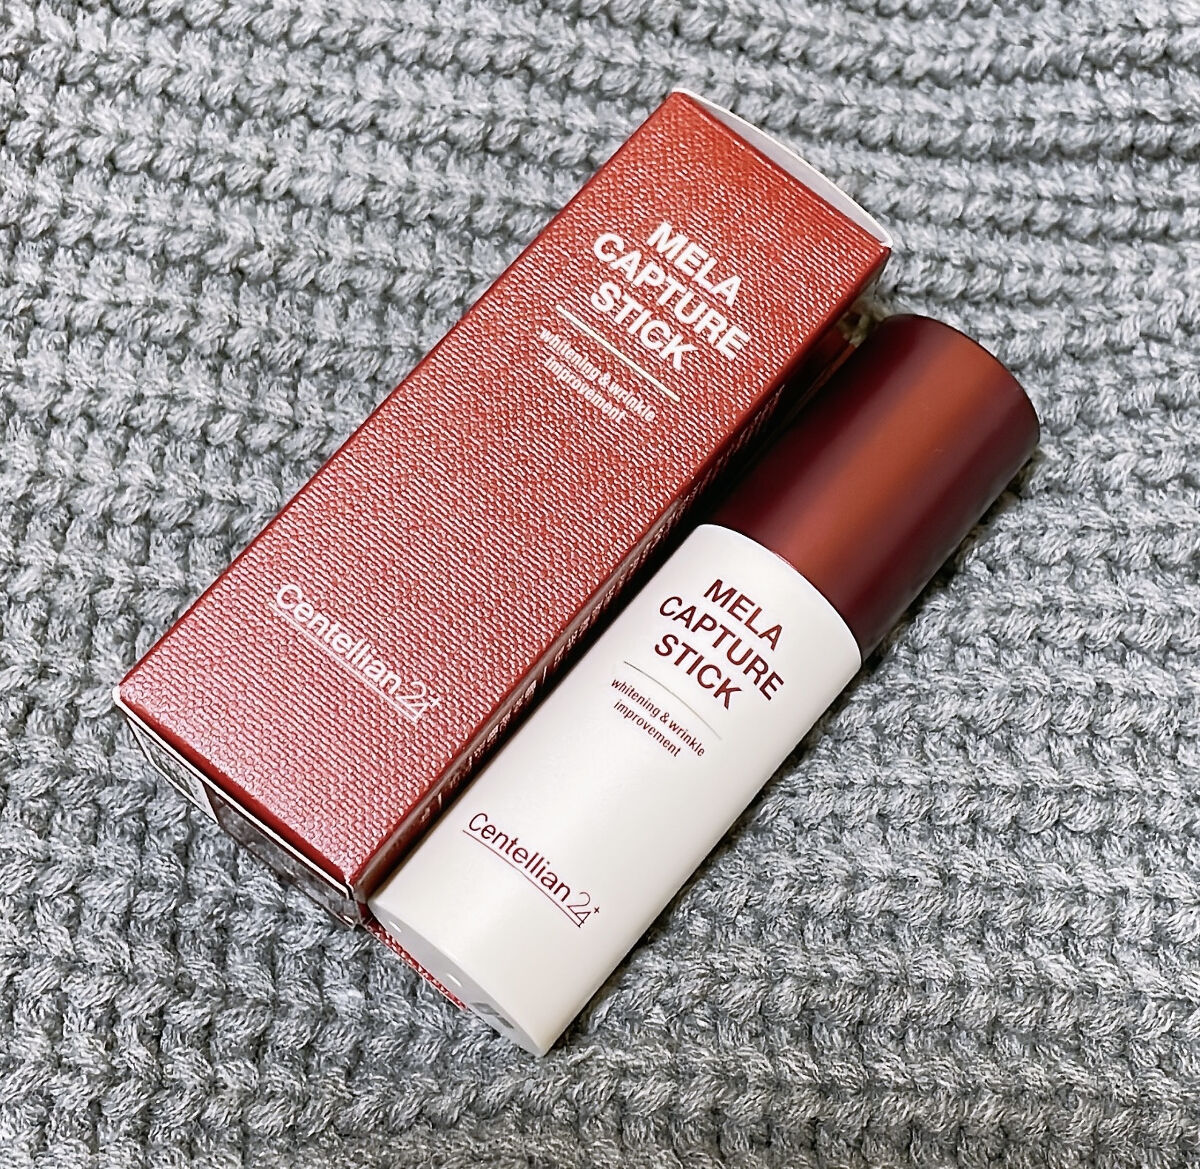 MELA
CAPTURE
STICK
whitening & wrinkle
improvement
Centellian24+
MELA
CAPTURE
STICK
whitening & wrinkle
improvement
Centellian24+